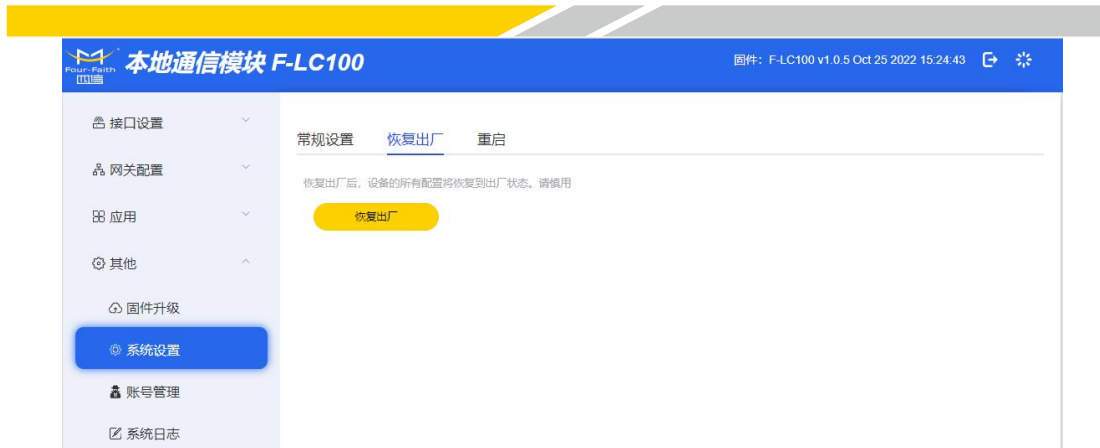 Four-Faith
四信
本地通信模块 F-LC100
固件：F-LC100 v1.0.5 Oct 25 2022 15:24:43
接口设置
网关配置
应用
其他
固件升级
系统设置
账号管理
系统日志
常规设置 恢复出厂 重启
恢复出厂后，设备的所有配置将恢复到出厂状态。请慎用
恢复出厂